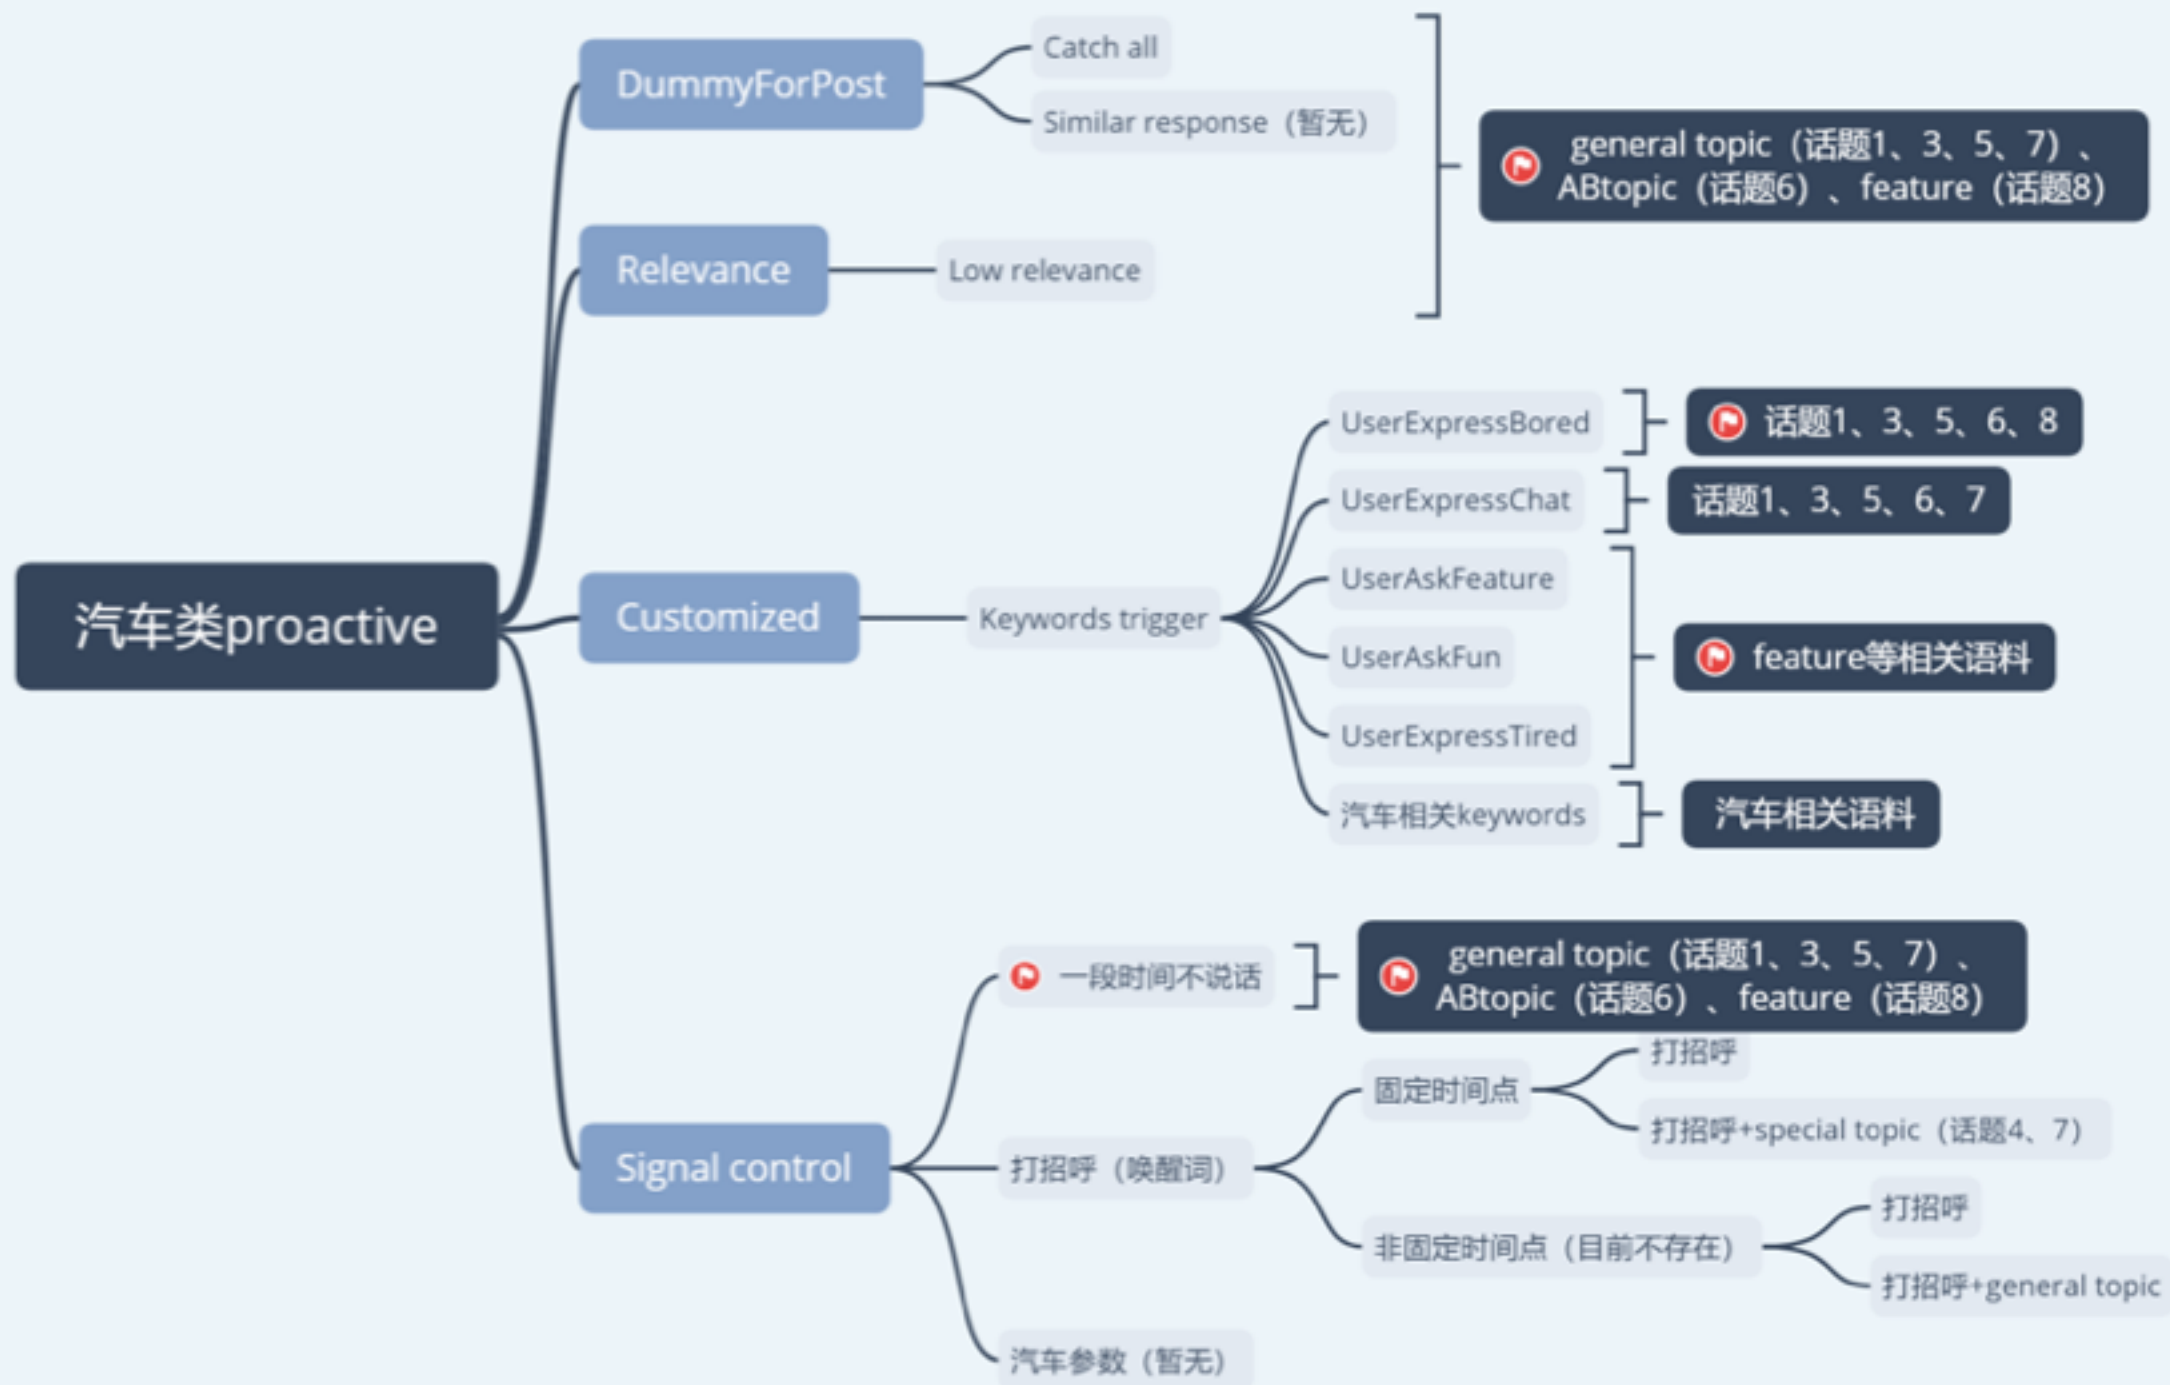 汽车类proactive
DummyForPost
Catch all
Similar response（暂无）
general topic（话题1、3、5、7）、
ABtopic（话题6）、feature（话题8）
Relevance
Low relevance
Customized
Keywords trigger
UserExpressBored
话题1、3、5、6、8
UserExpressChat
话题1、3、5、6、7
UserAskFeature
UserAskFun
UserExpressTired
feature等相关语料
汽车相关keywords
汽车相关语料
Signal control
一段时间不说话
general topic（话题1、3、5、7）、
ABtopic（话题6）、feature（话题8）
打招呼（唤醒词）
固定时间点
打招呼
打招呼+special topic（话题4、7）
非固定时间点（目前不存在）
打招呼
打招呼+general topic
汽车参数（暂无）